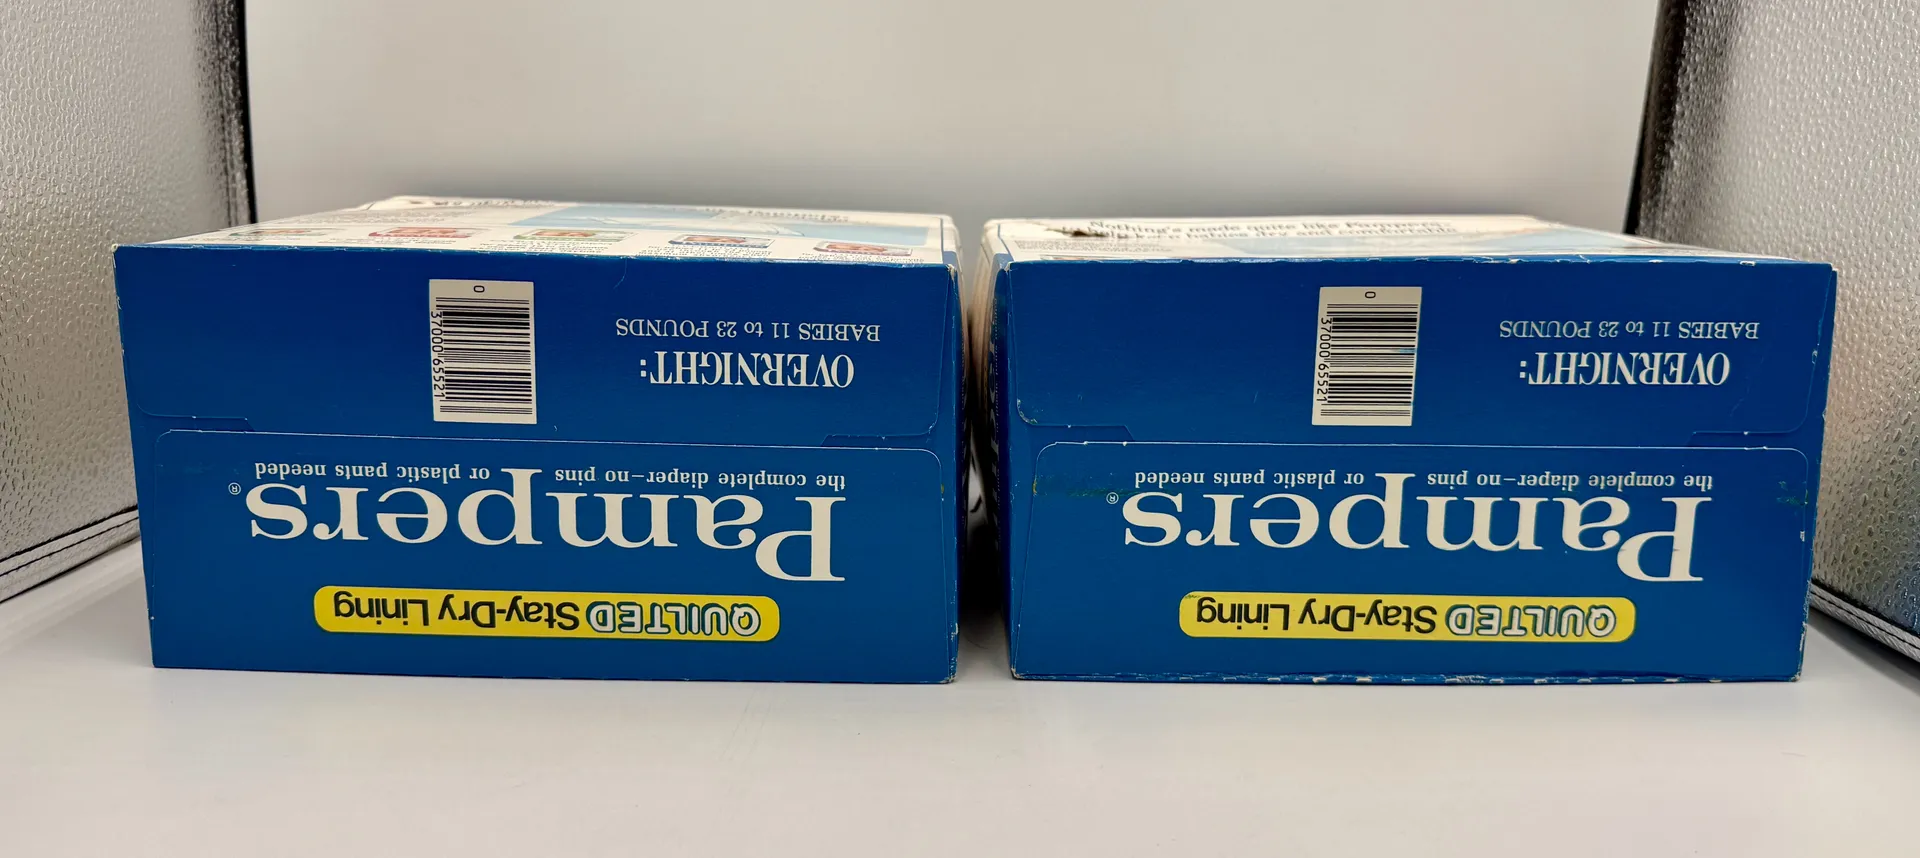 QUILTED Stay-Dry Lining
Pampers®
the complete diaper–no pins or plastic pants needed
OVERNIGHT:
BABIES 11 to 23 POUNDS
0
37000 65521
Nothing's made quite like Pampers
QUILTED Stay-Dry Lining
Pampers®
the complete diaper–no pins or plastic pants needed
OVERNIGHT:
BABIES 11 to 23 POUNDS
0
37000 65521